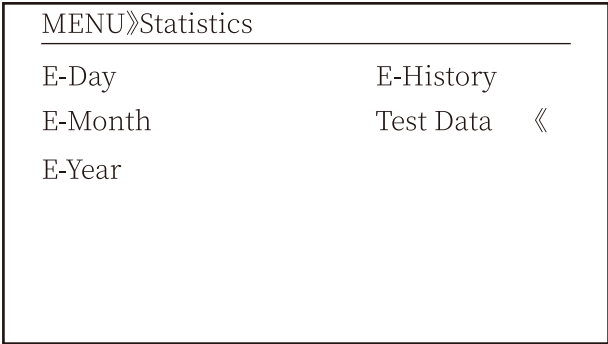 MENU》Statistics
E-Day E-History
E-Month Test Data 《
E-Year